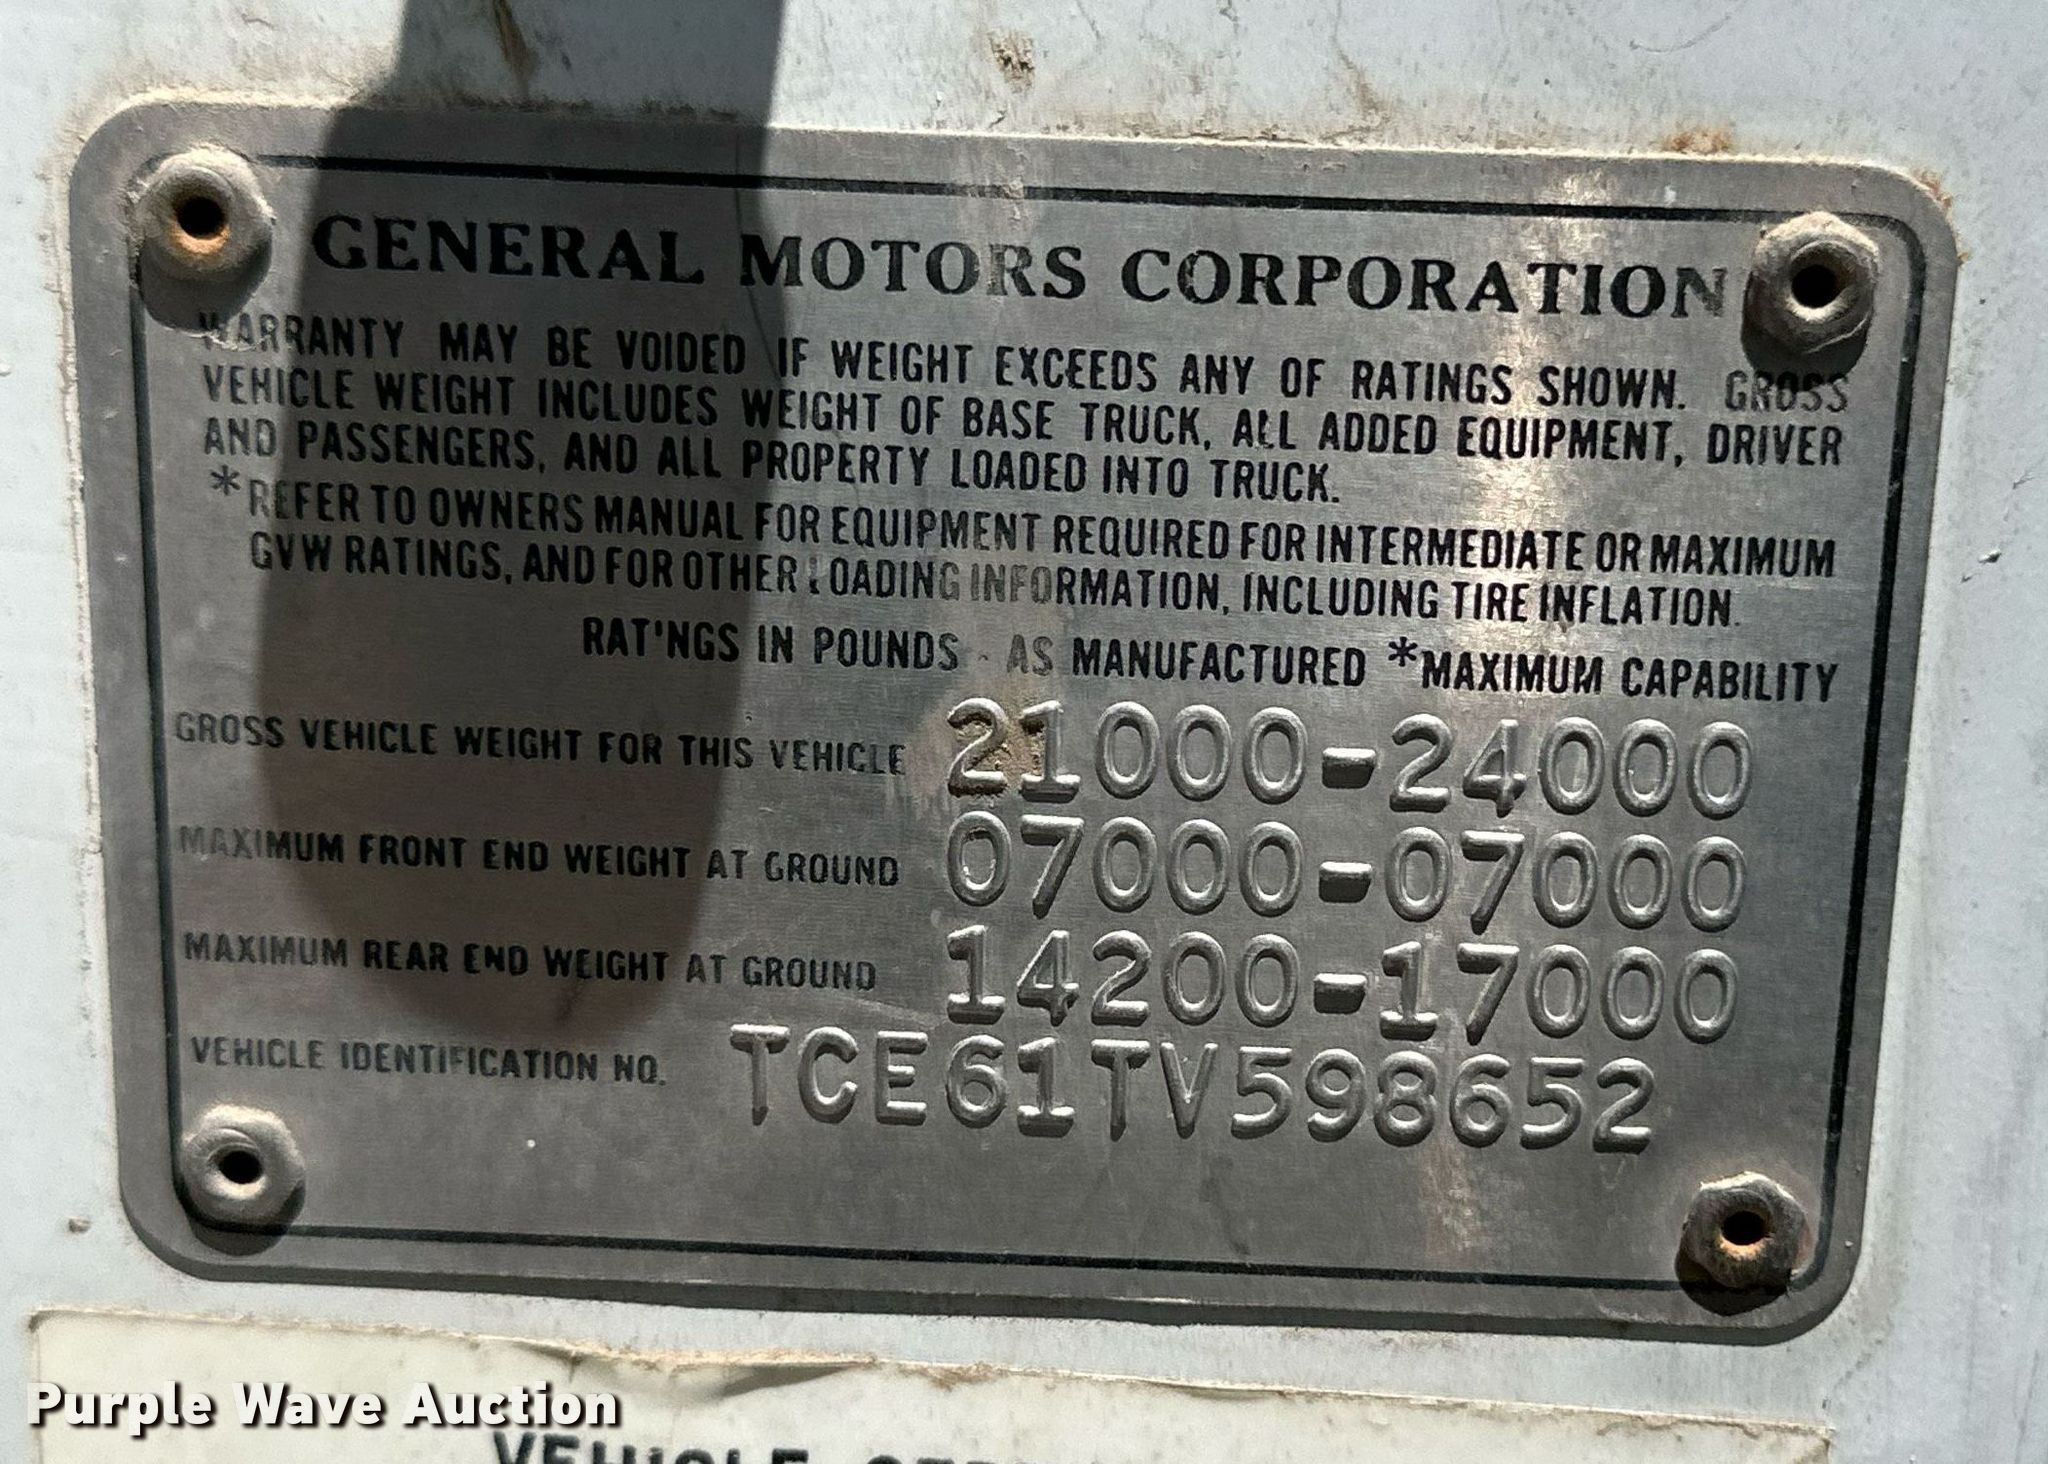 GENERAL MOTORS CORPORATION
WARRANTY MAY BE VOIDED IF WEIGHT EXCEEDS ANY OF RATINGS SHOWN. GROSS
VEHICLE WEIGHT INCLUDES WEIGHT OF BASE TRUCK, ALL ADDED EQUIPMENT, DRIVER
AND PASSENGERS, AND ALL PROPERTY LOADED INTO TRUCK.
*REFER TO OWNERS MANUAL FOR EQUIPMENT REQUIRED FOR INTERMEDIATE OR MAXIMUM
GVW RATINGS, AND FOR OTHER LOADING INFORMATION, INCLUDING TIRE INFLATION.
RATINGS IN POUNDS - AS MANUFACTURED *MAXIMUM CAPABILITY
GROSS VEHICLE WEIGHT FOR THIS VEHICLE 21000-24000
MAXIMUM FRONT END WEIGHT AT GROUND 07000-07000
MAXIMUM REAR END WEIGHT AT GROUND 14200-17000
VEHICLE IDENTIFICATION NO. TCE61TV598652
Purple Wave Auction
VEHICLE